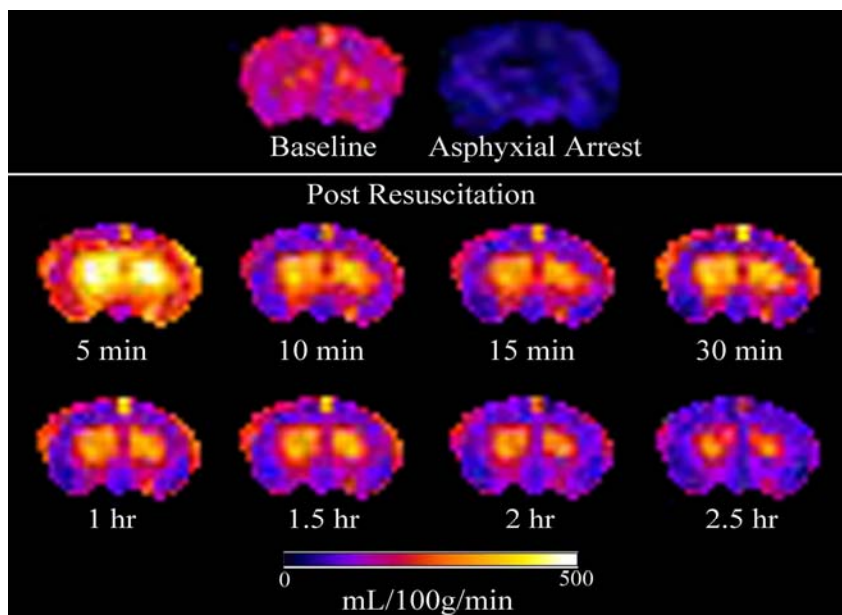 Baseline Asphyxial Arrest
Post Resuscitation
5 min 10 min 15 min 30 min
1 hr 1.5 hr 2 hr 2.5 hr
0 500
mL/100g/min